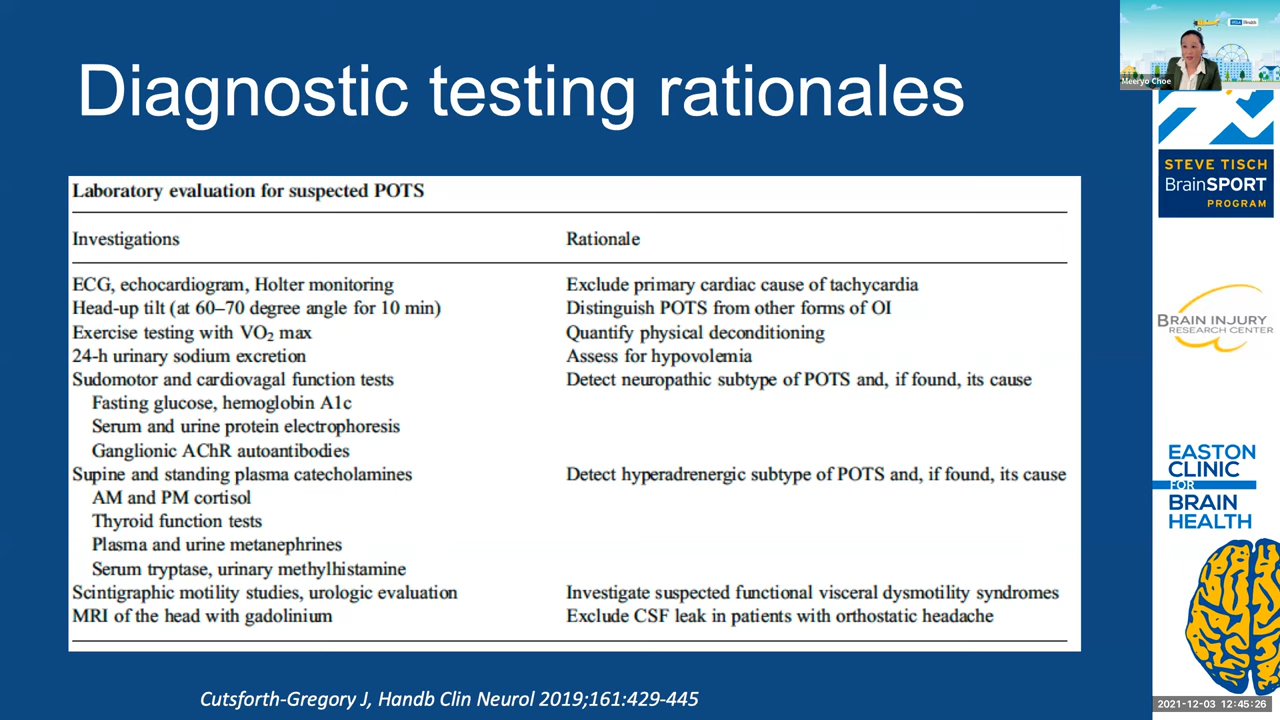 Diagnostic testing rationales
Laboratory evaluation for suspected POTS
Investigations Rationale
ECG, echocardiogram, Holter monitoring Exclude primary cardiac cause of tachycardia
Head-up tilt (at 60–70 degree angle for 10 min) Distinguish POTS from other forms of OI
Exercise testing with VO₂ max Quantify physical deconditioning
24-h urinary sodium excretion Assess for hypovolemia
Sudomotor and cardiovagal function tests Detect neuropathic subtype of POTS and, if found, its cause
Fasting glucose, hemoglobin A1c
Serum and urine protein electrophoresis
Ganglionic AChR autoantibodies
Supine and standing plasma catecholamines Detect hyperadrenergic subtype of POTS and, if found, its cause
AM and PM cortisol
Thyroid function tests
Plasma and urine metanephrines
Serum tryptase, urinary methylhistamine
Scintigraphic motility studies, urologic evaluation Investigate suspected functional visceral dysmotility syndromes
MRI of the head with gadolinium Exclude CSF leak in patients with orthostatic headache
Cutsforth-Gregory J, Handb Clin Neurol 2019;161:429-445
Health
Meeryo Choe
STEVE TISCH
BrainSPORT
PROGRAM
BRAIN INJURY
RESEARCH CENTER
EASTON
CLINIC
FOR
BRAIN
HEALTH
2021-12-03 12:45:26